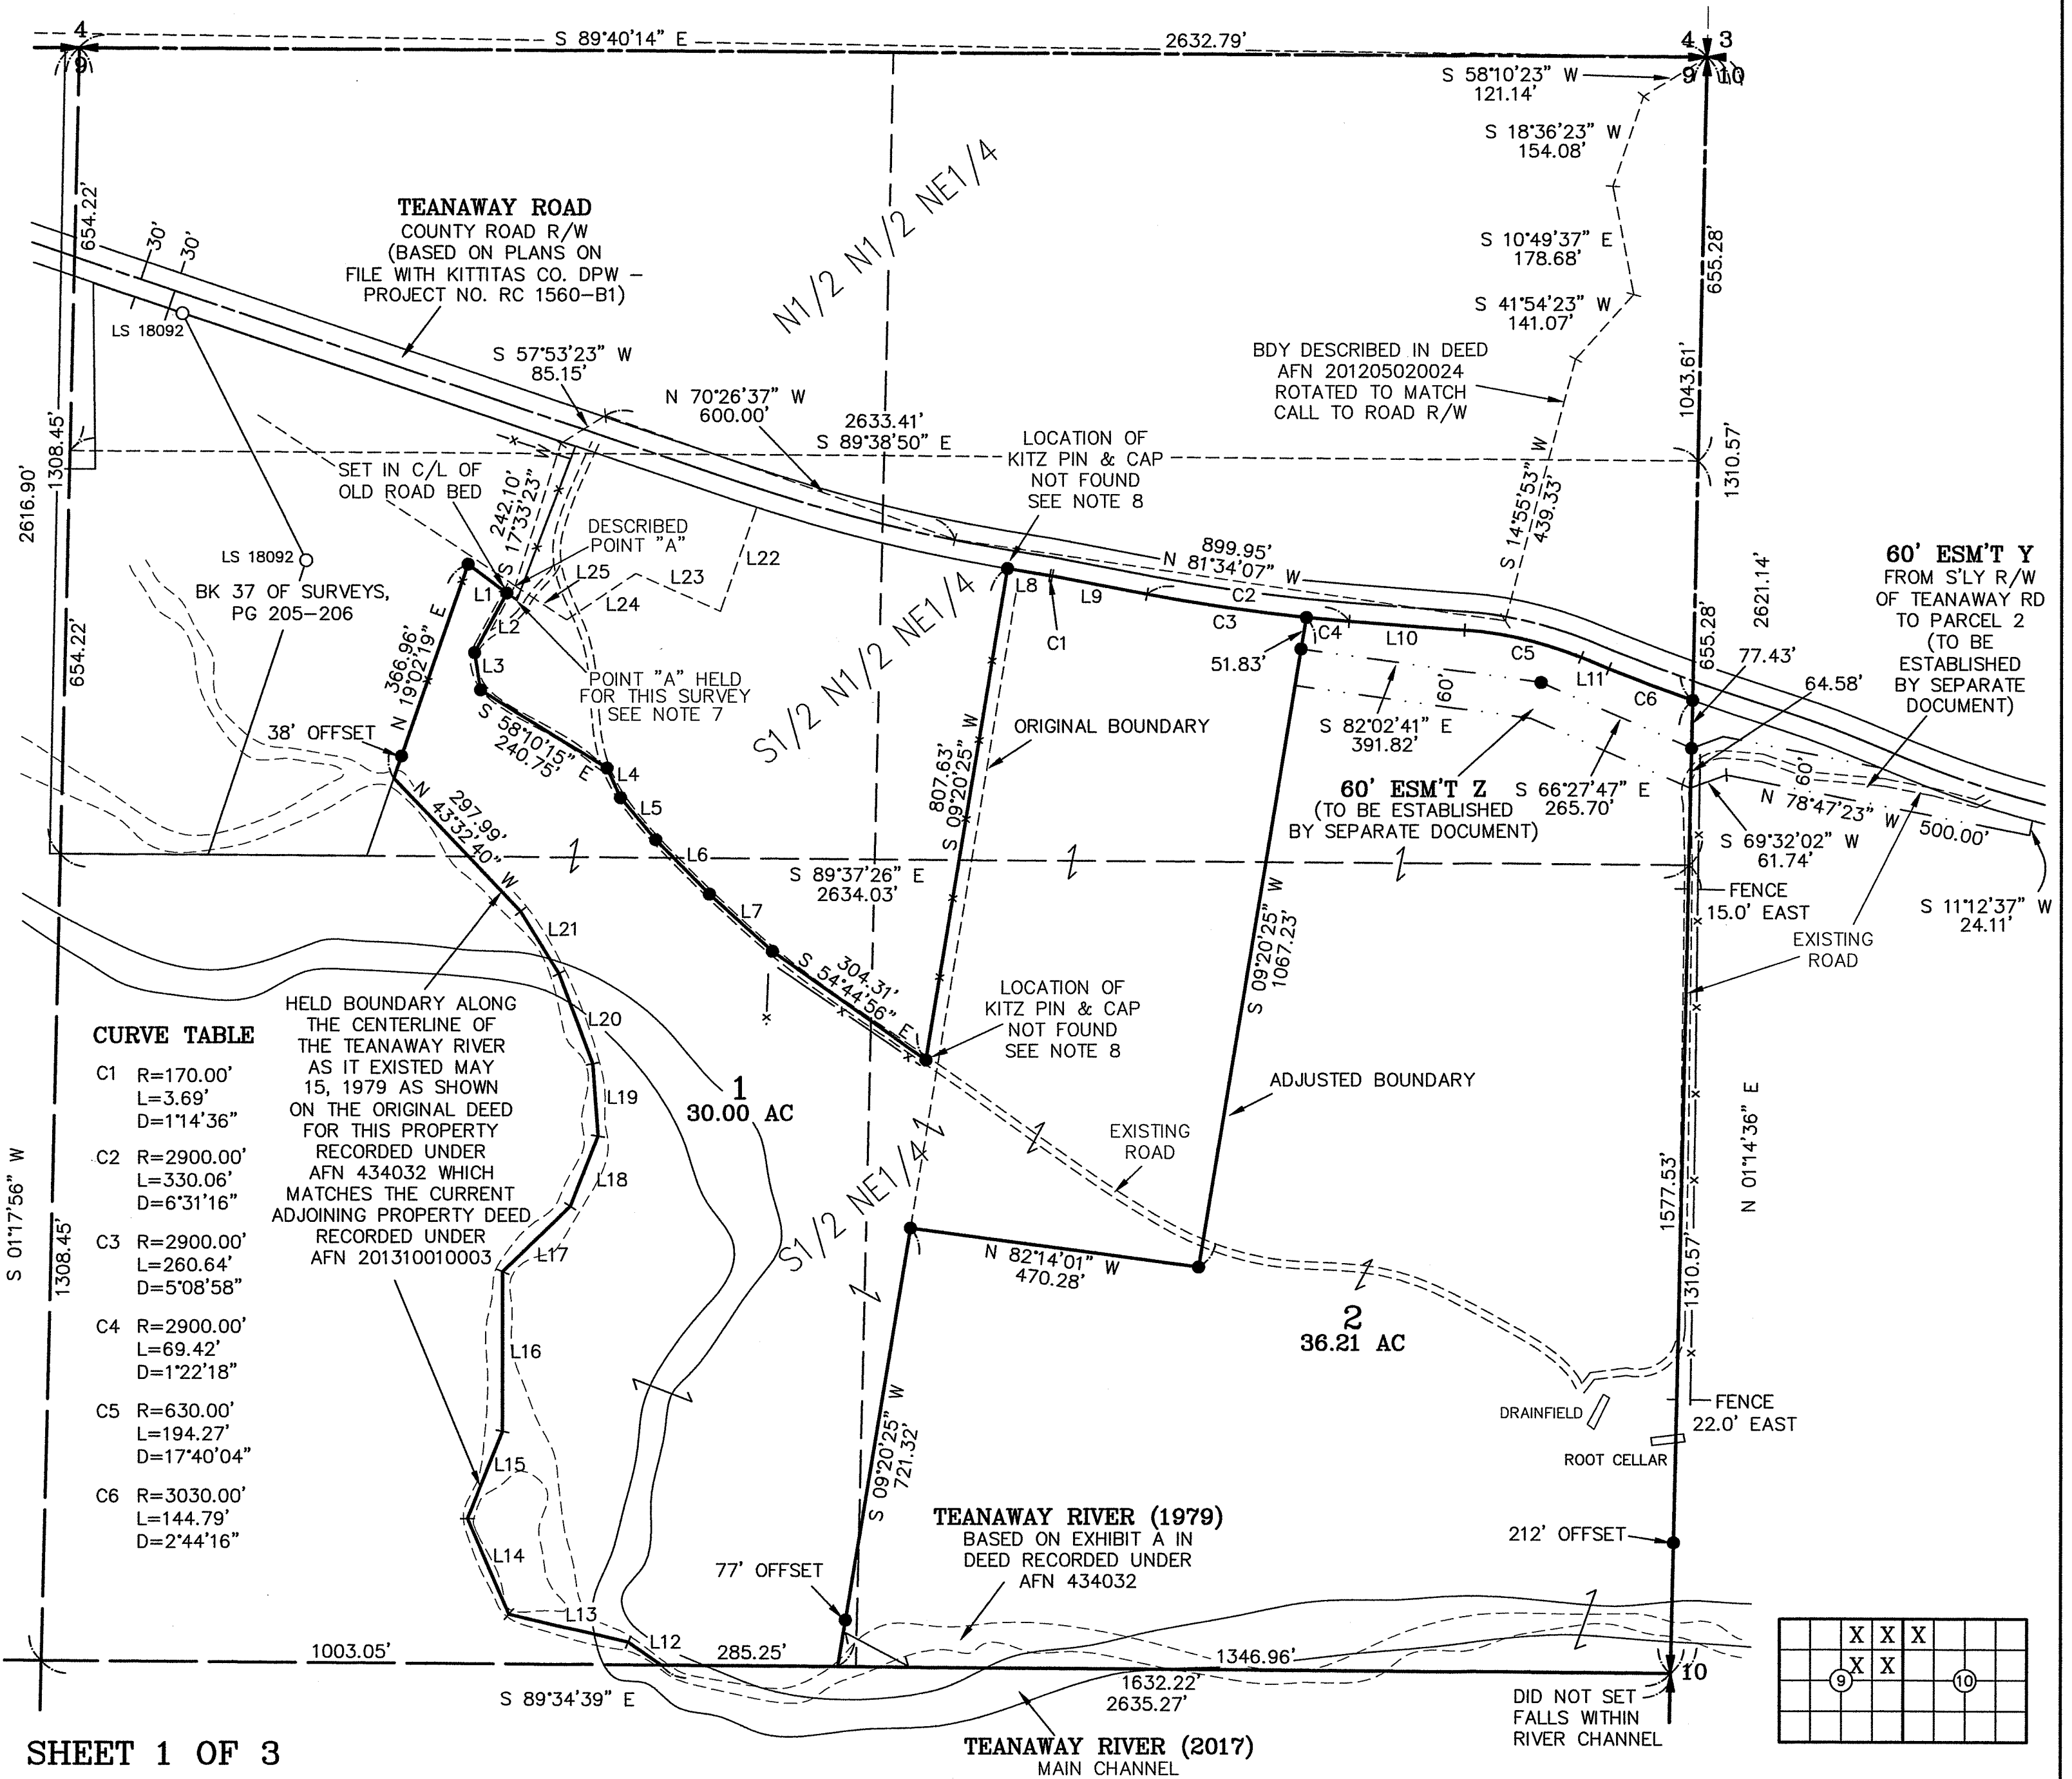 4
9
S 89°40'14" E
2632.79'
4 3
9 10
S 58°10'23" W
121.14'
S 18°36'23" W
154.08'
S 10°49'37" E
178.68'
S 41°54'23" W
141.07'
S 14°55'53" W
439.33'
BDY DESCRIBED IN DEED
AFN 201205020024
ROTATED TO MATCH
CALL TO ROAD R/W
655.28'
1043.61'
1310.57'
655.28'
2621.14'
654.22'
1308.45'
2616.90'
654.22'
S 01°17'56" W
1308.45'
N1/2 N1/2 NE1/4
S1/2 N1/2 NE1/4
S1/2 NE1/4
TEANAWAY ROAD
COUNTY ROAD R/W
(BASED ON PLANS ON
FILE WITH KITTITAS CO. DPW –
PROJECT NO. RC 1560–B1)
30'
30'
LS 18092
LS 18092
BK 37 OF SURVEYS,
PG 205–206
S 57°53'23" W
85.15'
N 70°26'37" W
600.00'
2633.41'
S 89°38'50" E
LOCATION OF
KITZ PIN & CAP
NOT FOUND
SEE NOTE 8
SET IN C/L OF
OLD ROAD BED
242.10'
S 17°33'23" W
DESCRIBED
POINT "A"
L22
L23
L24
L25
L1
L2
L3
POINT "A" HELD
FOR THIS SURVEY
SEE NOTE 7
366.96'
N 19°02'19" E
38' OFFSET
S 58°10'15" E
240.75'
L4
L5
L6
L7
297.99'
N 43°32'40" W
899.95'
N 81°34'07" W
L8
C1
L9
C2
C3
C4
L10
C5
L11
C6
51.83'
77.43'
64.58'
60' ESM'T Y
FROM S'LY R/W
OF TEANAWAY RD
TO PARCEL 2
(TO BE
ESTABLISHED
BY SEPARATE
DOCUMENT)
ORIGINAL BOUNDARY
807.63'
S 09°20'25" W
60'
S 82°02'41" E
391.82'
60' ESM'T Z
(TO BE ESTABLISHED
BY SEPARATE DOCUMENT)
S 66°27'47" E
265.70'
60'
N 78°47'23" W
500.00'
S 69°32'02" W
61.74'
S 11°12'37" W
24.11'
FENCE
15.0' EAST
EXISTING
ROAD
S 89°37'26" E
2634.03'
304.31'
S 54°44'56" E
LOCATION OF
KITZ PIN & CAP
NOT FOUND
SEE NOTE 8
S 09°20'25" W
1067.23'
ADJUSTED BOUNDARY
EXISTING
ROAD
1
30.00 AC
2
36.21 AC
HELD BOUNDARY ALONG
THE CENTERLINE OF
THE TEANAWAY RIVER
AS IT EXISTED MAY
15, 1979 AS SHOWN
ON THE ORIGINAL DEED
FOR THIS PROPERTY
RECORDED UNDER
AFN 434032 WHICH
MATCHES THE CURRENT
ADJOINING PROPERTY DEED
RECORDED UNDER
AFN 201310010003
L21
L20
L19
L18
L17
L16
L15
L14
L13
L12
CURVE TABLE
C1 R=170.00'
L=3.69'
D=1°14'36"
C2 R=2900.00'
L=330.06'
D=6°31'16"
C3 R=2900.00'
L=260.64'
D=5°08'58"
C4 R=2900.00'
L=69.42'
D=1°22'18"
C5 R=630.00'
L=194.27'
D=17°40'04"
C6 R=3030.00'
L=144.79'
D=2°44'16"
N 82°14'01" W
470.28'
S 09°20'25" W
721.32'
1577.53'
1310.57'
N 01°14'36" E
DRAINFIELD
ROOT CELLAR
FENCE
22.0' EAST
212' OFFSET
77' OFFSET
TEANAWAY RIVER (1979)
BASED ON EXHIBIT A IN
DEED RECORDED UNDER
AFN 434032
1003.05'
285.25'
1346.96'
1632.22'
2635.27'
S 89°34'39" E
10
DID NOT SET
FALLS WITHIN
RIVER CHANNEL
TEANAWAY RIVER (2017)
MAIN CHANNEL
X X X
X X
9 10
SHEET 1 OF 3